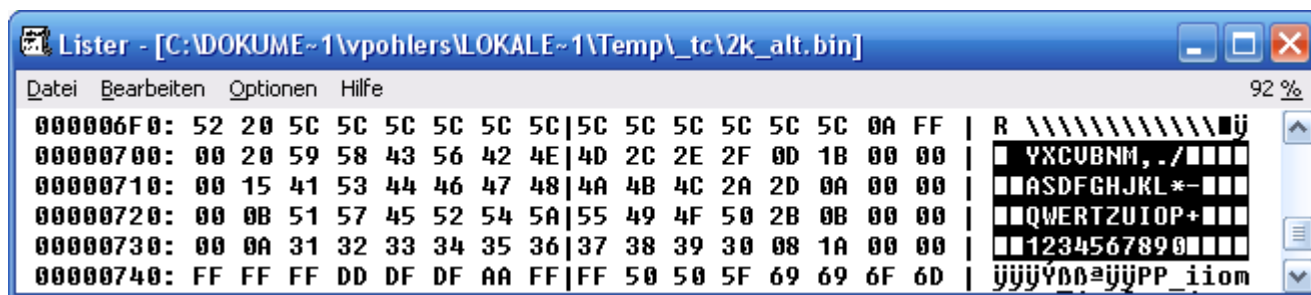 Lister - [C:\DOKUME~1\vpohlers\LOKALE~1\Temp\_tc\2k_alt.bin]
Datei Bearbeiten Optionen Hilfe 92 %
000006F0: 52 20 5C 5C 5C 5C 5C 5C|5C 5C 5C 5C 5C 5C 0A FF | R \\\\\\\\\\\\■ÿ
00000700: 00 20 59 58 43 56 42 4E|4D 2C 2E 2F 0D 1B 00 00 | ■ YXCVBNM,./■■■■
00000710: 00 15 41 53 44 46 47 48|4A 4B 4C 2A 2D 0A 00 00 | ■■ASDFGHJKL*-■■■
00000720: 00 0B 51 57 45 52 54 5A|55 49 4F 50 2B 0B 00 00 | ■■QWERTZUIOP+■■■
00000730: 00 0A 31 32 33 34 35 36|37 38 39 30 08 1A 00 00 | ■■1234567890■■■■
00000740: FF FF FF DD DF DF AA FF|FF 50 50 5F 69 69 6F 6D | ÿÿÿÝßßªÿÿPP_iiom